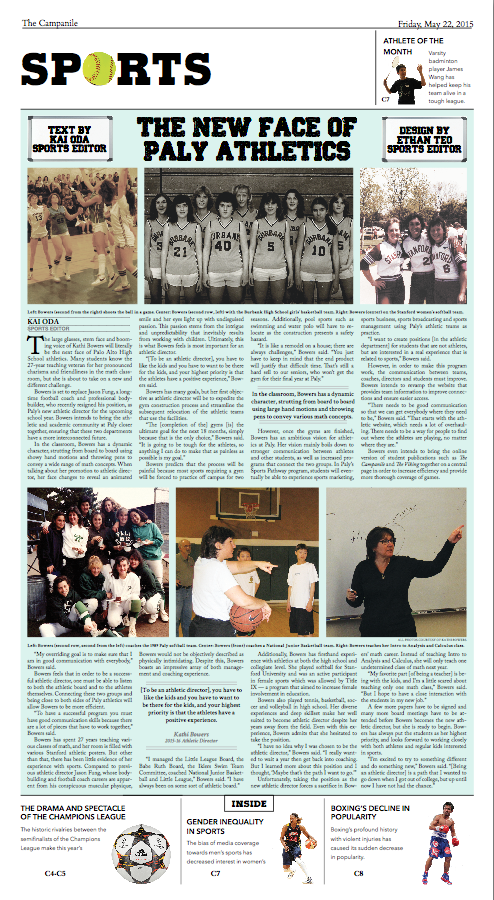 The Campanile
Friday, May 22, 2015
SPORTS
ATHLETE OF THE
MONTH
Varsity
badminton
player James
Wang has
helped keep his
team alive in a
tough league.
C7
TEXT BY
KAI ODA
SPORTS EDITOR
THE NEW FACE OF
PALY ATHLETICS
DESIGN BY
ETHAN TEO
SPORTS EDITOR
Left: Bowers (second from the right) shoots the ball in a game. Center: Bowers (second row, left) with the Burbank High School girls' basketball team. Right: Bowers (center) on the Stanford women's softball team.
KAI ODA
SPORTS EDITOR
The large glasses, stern face and booming
voice of Kathi Bowers will likely
be the next face of Palo Alto High
School athletics. Many students know the
27-year teaching veteran for her pronounced
charisma and friendliness in the math classroom,
but she is about to take on a new and
different challenge.
Bowers is set to replace Jason Fung, a longtime
football coach and professional bodybuilder,
who recently resigned his position, as
Paly's new athletic director for the upcoming
school year. Bowers intends to bring the athletic
and academic community at Paly closer
together, ensuring that those two departments
have a more interconnected future.
In the classroom, Bowers has a dynamic
character, strutting from board to board using
showy hand motions and throwing pens to
convey a wide range of math concepts. When
talking about her promotion to athletic director,
her face changes to reveal an animated
smile and her eyes light up with undisguised
passion. This passion stems from the intrigue
and unpredictability that inevitably results
from working with children. Ultimately this
is what Bowers feels is most important for an
athletic director.
"[To be an athletic director], you have to
like the kids and you have to want to be there
for the kids, and your highest priority is that
the athletes have a positive experience," Bowers
said.
Bowers has many goals, but her first objective
as athletic director will be to expedite the
gym construction process and streamline the
subsequent relocation of the athletic teams
that use the facilities.
"The [completion of the gym] is the
ultimate goal for the next 18 months, simply
because that is the only choice," Bowers said.
"It is going to be tough for the athletes, so
anything I can do to make that as painless as
possible is my goal."
Bowers predicts that the process will be
painful because most sports requiring a gym
will be forced to practice off campus for two
seasons. Additionally, pool sports such as
swimming and water polo will have to relocate
as the construction presents a safety
hazard.
"It is like a remodel on a house; there are
always challenges," Bowers said. "You just
have to keep in mind that the end product
will justify that difficult time. That's still a
hard sell to our seniors, who won't get the
gym for their final year at Paly."
In the classroom, Bowers has a dynamic
character, strutting from board to board
using large hand motions and throwing
pens to convey various math concepts.
However, once the gym are finished,
Bowers has an ambitious vision for athletics
at Paly. Her vision mainly boils down to
stronger communication between athletes
and other students, as well as increased programs
that connect the two groups. In Paly's
Sports Pathway program, students will eventually
be able to experience sports marketing,
sports business, sports broadcasting and sports
management using Paly's athletic teams as
practice.
"I want to create positions [in the athletic
department] for students that are not athletes,
but are interested in a real experience that is
related to sports," Bowers said.
However, in order to make this program
work, the communication between teams,
coaches, directors and students must improve.
Bowers intends to revamp the website that
provides team information to improve connections
and ensure easier access.
"There needs to be good communication
so that we can get everybody where they need
to be," Bowers said. "That starts with the athletic
website, which needs a lot of overhauling.
There needs to be a way for people to find
out where the athletes are playing, no matter
where they are."
Bowers even intends to bring the online
version of student publications such as The
Campanile and The Viking together on a central
page in order to increase efficiency and provide
more thorough coverage of games.
ALL PHOTOS COURTESY OF KATHI BOWERS
Left: Bowers (second row, second from the left) coaches the 1989 Paly softball team. Center: Bowers (front) coaches a National Junior Basketball Team. Right: Bowers teaches her Intro to Analysis and Calculus class.
"My overriding goal is to make sure that I
am in good communication with everybody,"
Bowers said.
Bowers feels that in order to be a successful
athletic director, one must be able to listen
to both the athletic board and to the athletes
themselves. Connecting these two groups and
being close to both sides of Paly athletics will
allow Bowers to be more efficient.
"To have a successful program you must
have good communication skills because there
are a lot of pieces that have to work together,"
Bowers said.
Bowers has spent 27 years teaching various
classes of math, and her room is filled with
various Stanford athletic posters. But other
than that, there has been little evidence of her
experience with sports. Compared to previous
athletic director Jason Fung, whose bodybuilding
and football coach careers are apparent
from his conspicuous muscular physique,
Bowers would not be objectively described as
physically intimidating. Despite this, Bowers
boasts an impressive array of both management
and coaching experience.
[To be an athletic director], you have to
like the kids and you have to want to
be there for the kids, and your highest
priority is that the athletes have a
positive experience.
Kathi Bowers
2015-16 Athletic Director
"I managed the Little League Board, the
Babe Ruth Board, the Elders Swim Team
Committee, coached National Junior Basketball
and Little League," Bowers said. "I have
always been on some sort of athletic board."
Additionally, Bowers has firsthand experience
with athletics at both the high school and
collegiate level. She played softball for Stanford
University and was an active participant
in female sports which was allowed by Title
IX — a program that aimed to increase female
involvement in education.
Bowers also played tennis, basketball, soccer
and volleyball in high school. Her diverse
experiences and deep skillset make her well
suited to become athletic director despite her
years away from the field. Even with this experience,
Bowers admits that she hesitated to
take the position.
"I have no idea why I was chosen to be the
athletic director," Bowers said. "I really wanted
to wait a year then get back into coaching.
But I learned more about this position and I
thought, 'Maybe that's the path I want to go.'"
Unfortunately, taking the position as the
new athletic director forces a sacrifice in Bowers'
math career. Instead of teaching Intro to
Analysis and Calculus, she will only teach one
undetermined class of math next year.
"My favorite part [of being a teacher] is being
with the kids, and I'm a little scared about
teaching only one math class," Bowers said.
"But I hope to have a close interaction with
the students in my new job."
A few more papers have to be signed and
many more board meetings have to be attended
before Bowers becomes the new athletic
director, but she is ready to begin. Bowers
has always put the students as her highest
priority, and looks forward to working closely
with both athletes and regular kids interested
in sports.
"I'm excited to try to something different
and do something new," Bowers said. "[Being
an athletic director] is a path that I wanted to
go down when I got out of college, but up until
now I have not had the chance."
INSIDE
THE DRAMA AND SPECTACLE
OF THE CHAMPIONS LEAGUE
The historic rivalries between the
semifinalists of the Champions
League make this year's
C4-C5
GENDER INEQUALITY
IN SPORTS
The bias of media coverage
towards men's sports has
decreased interest in women's
C7
BOXING'S DECLINE IN
POPULARITY
Boxing's profound history
with violent injuries has
caused its sudden decrease
in popularity.
C8